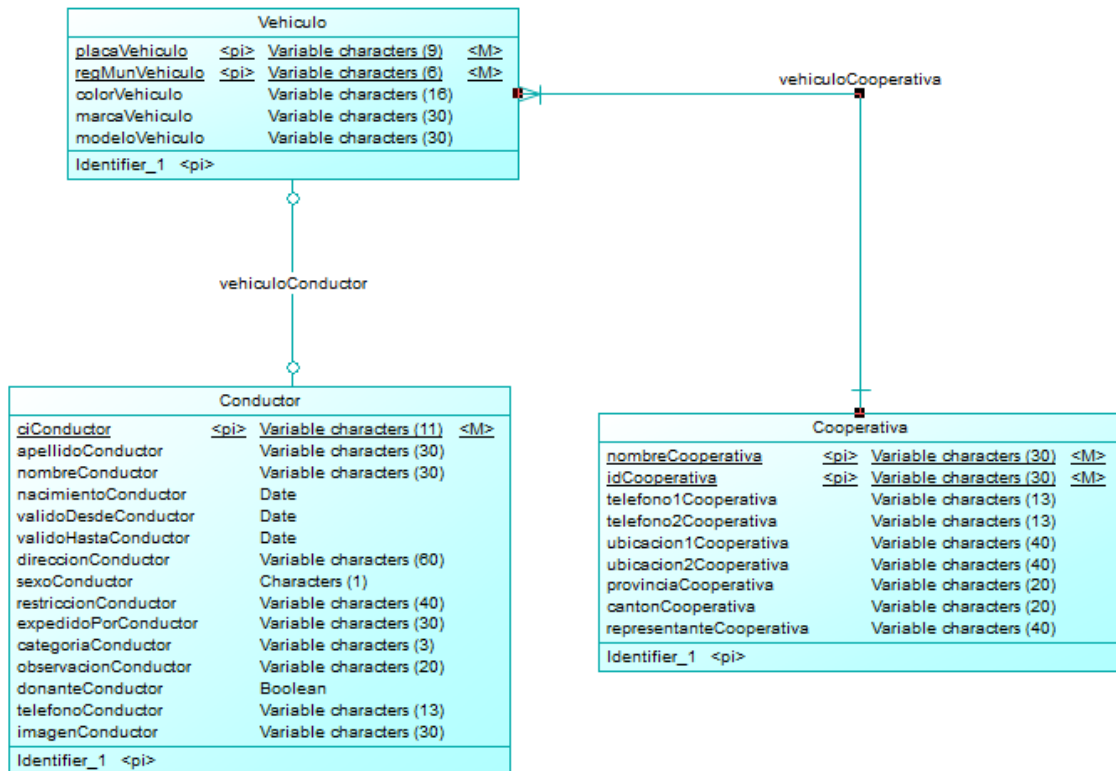 Vehiculo
placaVehiculo <pi> Variable characters (9) <M>
regMunVehiculo <pi> Variable characters (6) <M>
colorVehiculo Variable characters (16)
marcaVehiculo Variable characters (30)
modeloVehiculo Variable characters (30)
Identifier_1 <pi>
vehiculoCooperativa
vehiculoConductor
Conductor
ciConductor <pi> Variable characters (11) <M>
apellidoConductor Variable characters (30)
nombreConductor Variable characters (30)
nacimientoConductor Date
validoDesdeConductor Date
validoHastaConductor Date
direccionConductor Variable characters (60)
sexoConductor Characters (1)
restriccionConductor Variable characters (40)
expedidoPorConductor Variable characters (30)
categoriaConductor Variable characters (3)
observacionConductor Variable characters (20)
donanteConductor Boolean
telefonoConductor Variable characters (13)
imagenConductor Variable characters (30)
Identifier_1 <pi>
Cooperativa
nombreCooperativa <pi> Variable characters (30) <M>
idCooperativa <pi> Variable characters (30) <M>
telefono1Cooperativa Variable characters (13)
telefono2Cooperativa Variable characters (13)
ubicacion1Cooperativa Variable characters (40)
ubicacion2Cooperativa Variable characters (40)
provinciaCooperativa Variable characters (20)
cantonCooperativa Variable characters (20)
representanteCooperativa Variable characters (40)
Identifier_1 <pi>